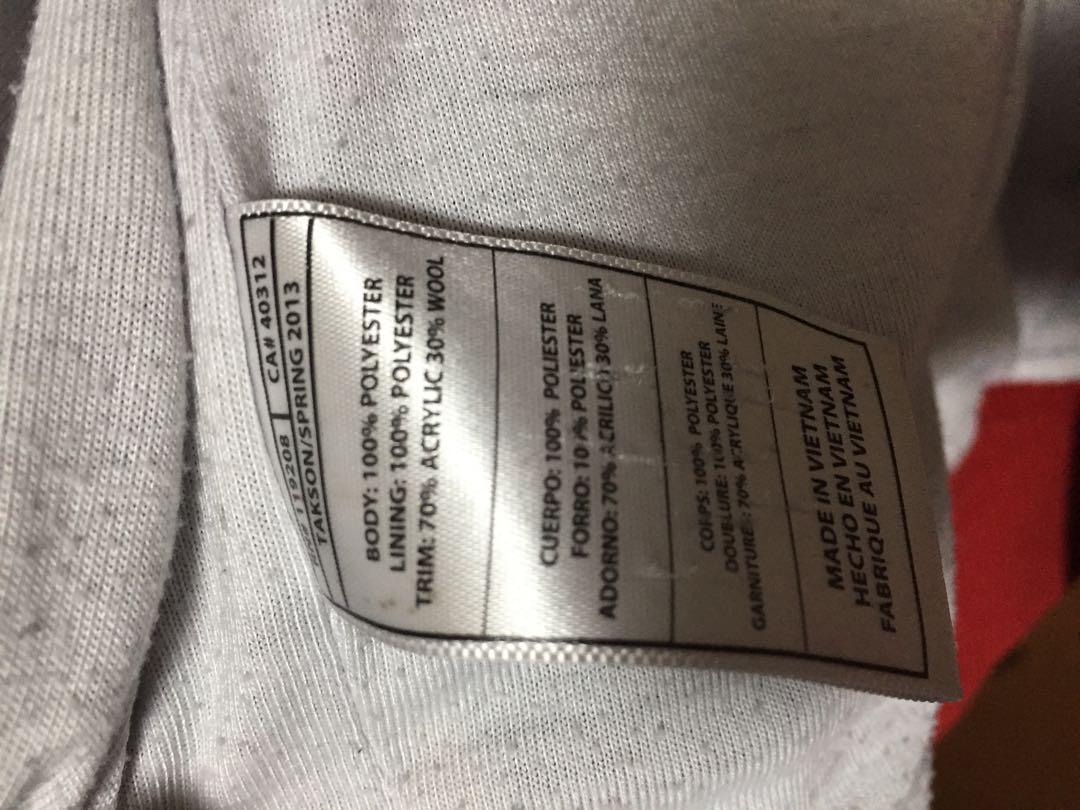 119208 | CA# 40312
TAKSON/SPRING 2013
BODY: 100% POLYESTER
LINING: 100% POLYESTER
TRIM: 70% ACRYLIC 30% WOOL
CUERPO: 100% POLIESTER
FORRO: 100% POLIESTER
ADORNO: 70% ACRILICO 30% LANA
CORPS: 100% POLYESTER
DOUBLURE: 100% POLYESTER
GARNITURE: 70% ACRYLIQUE 30% LAINE
MADE IN VIETNAM
HECHO EN VIETNAM
FABRIQUE AU VIETNAM